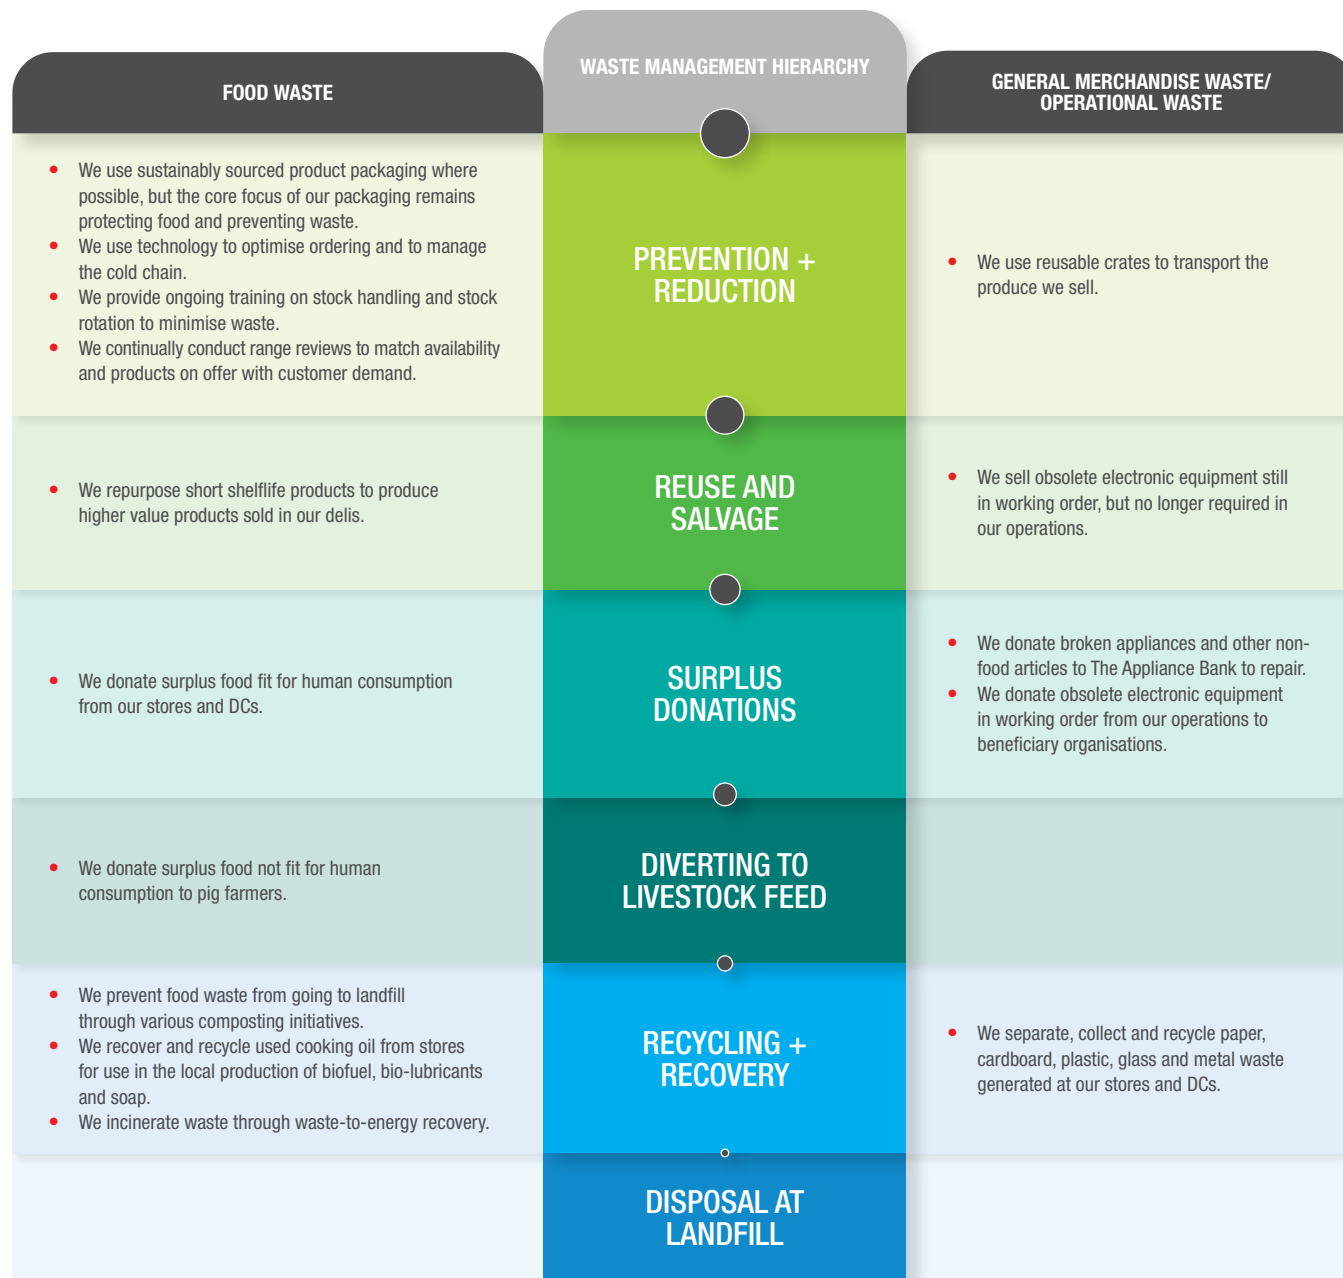 WASTE MANAGEMENT HIERARCHY
FOOD WASTE
GENERAL MERCHANDISE WASTE/
OPERATIONAL WASTE
• We use sustainably sourced product packaging where
possible, but the core focus of our packaging remains
protecting food and preventing waste.
• We use technology to optimise ordering and to manage
the cold chain.
• We provide ongoing training on stock handling and stock
rotation to minimise waste.
• We continually conduct range reviews to match availability
and products on offer with customer demand.
PREVENTION +
REDUCTION
• We use reusable crates to transport the
produce we sell.
• We repurpose short shelflife products to produce
higher value products sold in our delis.
REUSE AND
SALVAGE
• We sell obsolete electronic equipment still
in working order, but no longer required in
our operations.
• We donate surplus food fit for human consumption
from our stores and DCs.
SURPLUS
DONATIONS
• We donate broken appliances and other non-
food articles to The Appliance Bank to repair.
• We donate obsolete electronic equipment
in working order from our operations to
beneficiary organisations.
• We donate surplus food not fit for human
consumption to pig farmers.
DIVERTING TO
LIVESTOCK FEED
• We prevent food waste from going to landfill
through various composting initiatives.
• We recover and recycle used cooking oil from stores
for use in the local production of biofuel, bio-lubricants
and soap.
• We incinerate waste through waste-to-energy recovery.
RECYCLING +
RECOVERY
• We separate, collect and recycle paper,
cardboard, plastic, glass and metal waste
generated at our stores and DCs.
DISPOSAL AT
LANDFILL